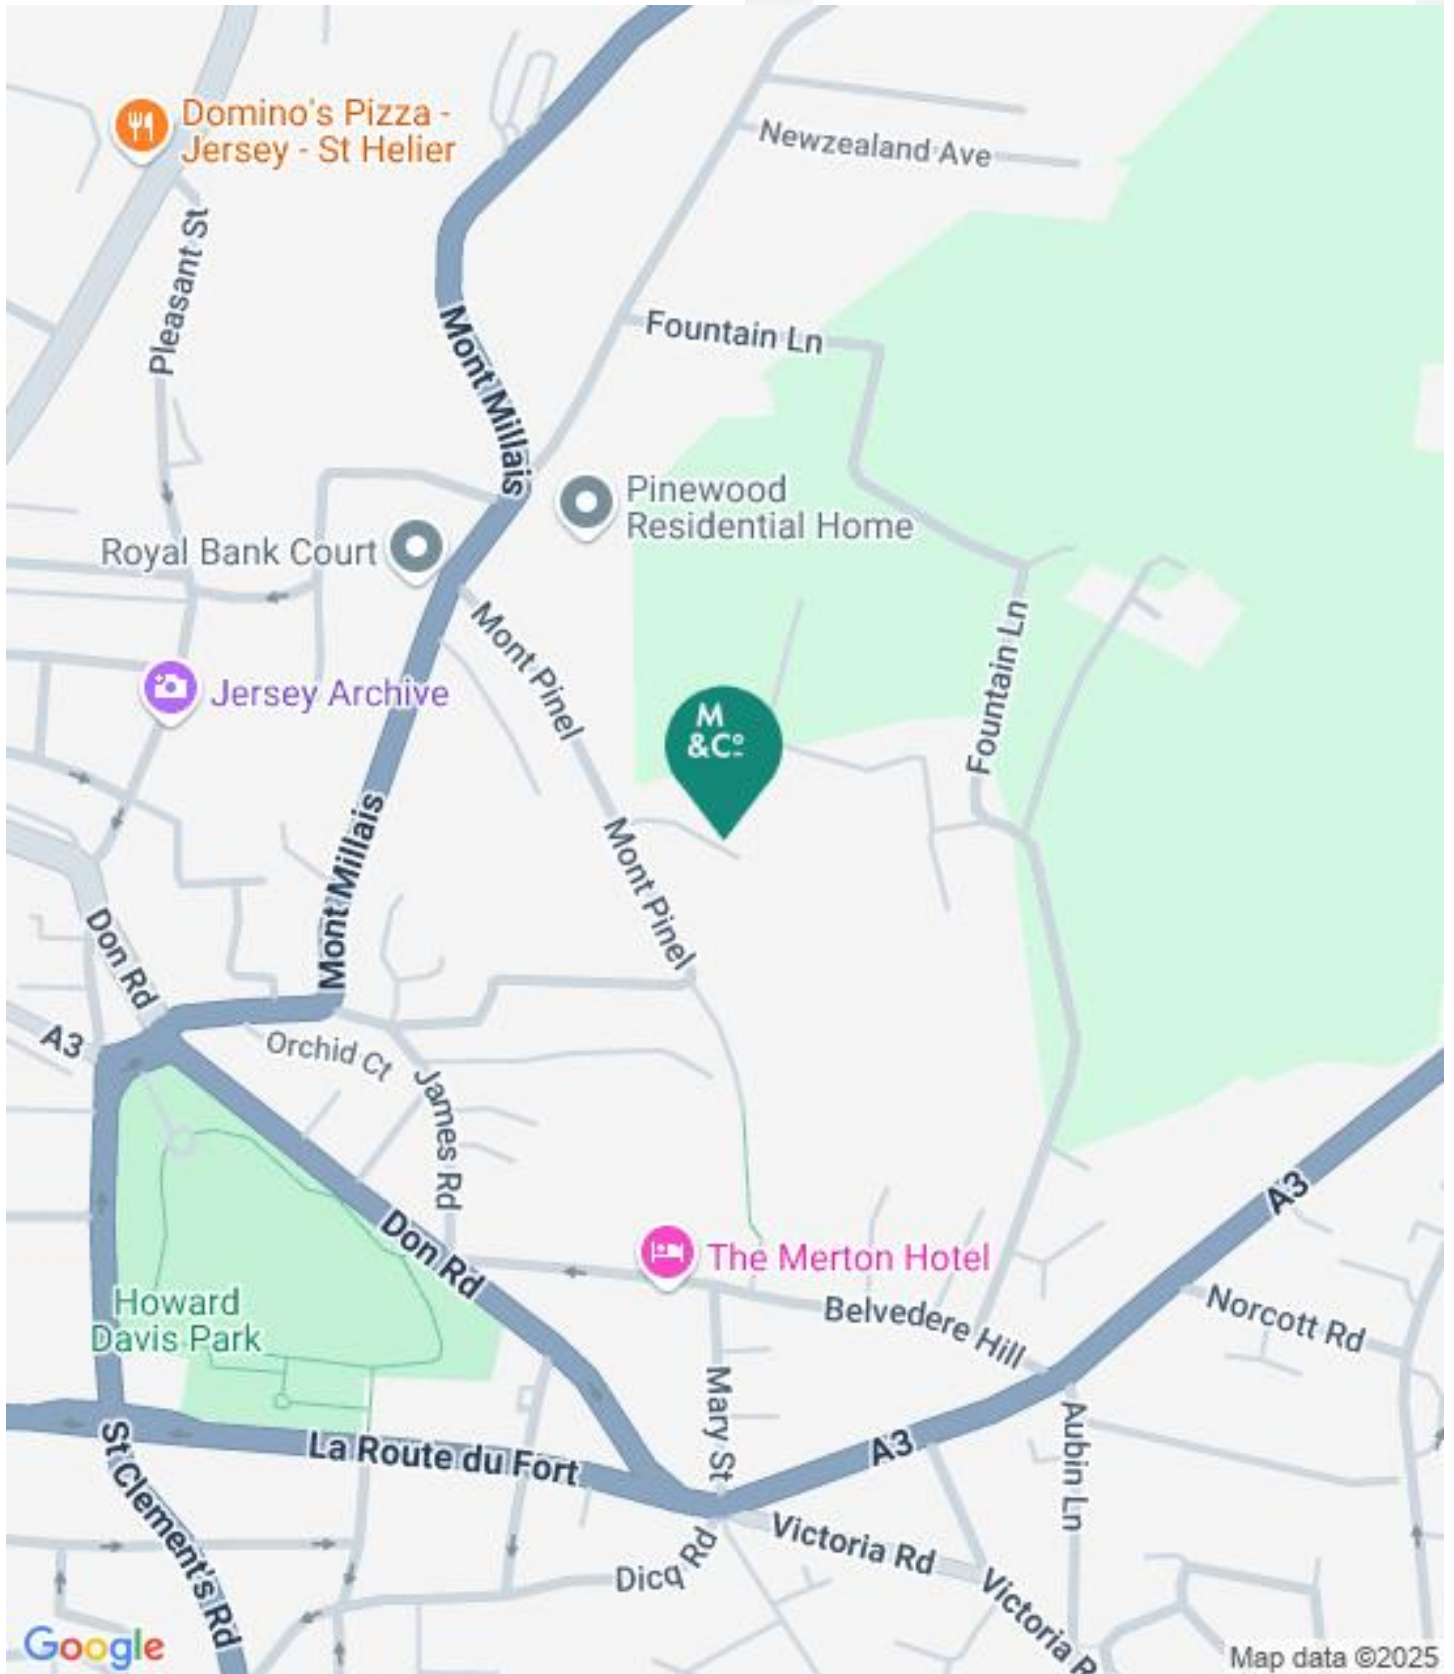 Domino's Pizza -
Jersey - St Helier
Newzealand Ave
Pleasant St
Mont Millais
Fountain Ln
Pinewood
Residential Home
Royal Bank Court
Mont Pinel
Fountain Ln
Jersey Archive
M
&Cº
Mont Millais
Mont Pinel
Don Rd
A3
Orchid Ct
James Rd
A3
Don Rd
The Merton Hotel
Howard
Davis Park
Belvedere Hill
Norcott Rd
Mary St
Aubin Ln
St Clement's Rd
La Route du Fort
A3
Victoria Rd
Dicq Rd
Victoria R
Google
Map data ©2025